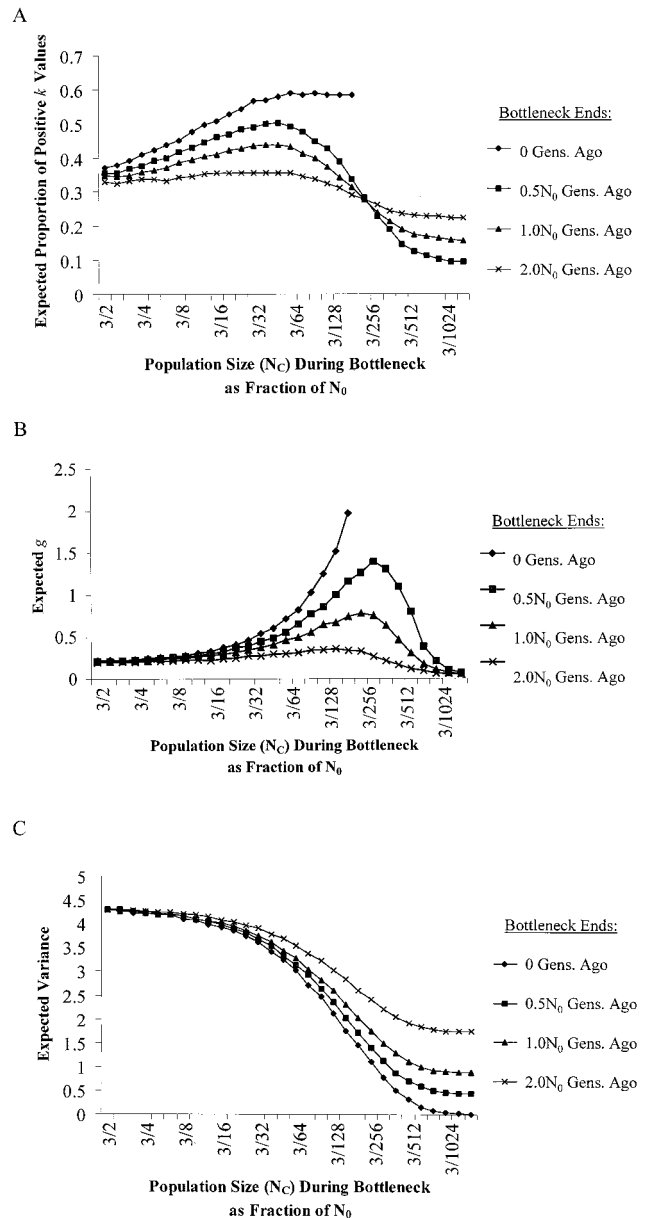 A
Expected Proportion of Positive k Values
0.7
0.6
0.5
0.4
0.3
0.2
0.1
0
3/2
3/4
3/8
3/16
3/32
3/64
3/128
3/256
3/512
3/1024
Population Size (N_C) During Bottleneck
as Fraction of N_0
Bottleneck Ends:
0 Gens. Ago
0.5N_0 Gens. Ago
1.0N_0 Gens. Ago
2.0N_0 Gens. Ago
B
Expected g
2.5
2
1.5
1
0.5
0
3/2
3/4
3/8
3/16
3/32
3/64
3/128
3/256
3/512
3/1024
Population Size (N_C) During Bottleneck
as Fraction of N_0
Bottleneck Ends:
0 Gens. Ago
0.5N_0 Gens. Ago
1.0N_0 Gens. Ago
2.0N_0 Gens. Ago
C
Expected Variance
5
4.5
4
3.5
3
2.5
2
1.5
1
0.5
0
3/2
3/4
3/8
3/16
3/32
3/64
3/128
3/256
3/512
3/1024
Population Size (N_C) During Bottleneck
as Fraction of N_0
Bottleneck Ends:
0 Gens. Ago
0.5N_0 Gens. Ago
1.0N_0 Gens. Ago
2.0N_0 Gens. Ago